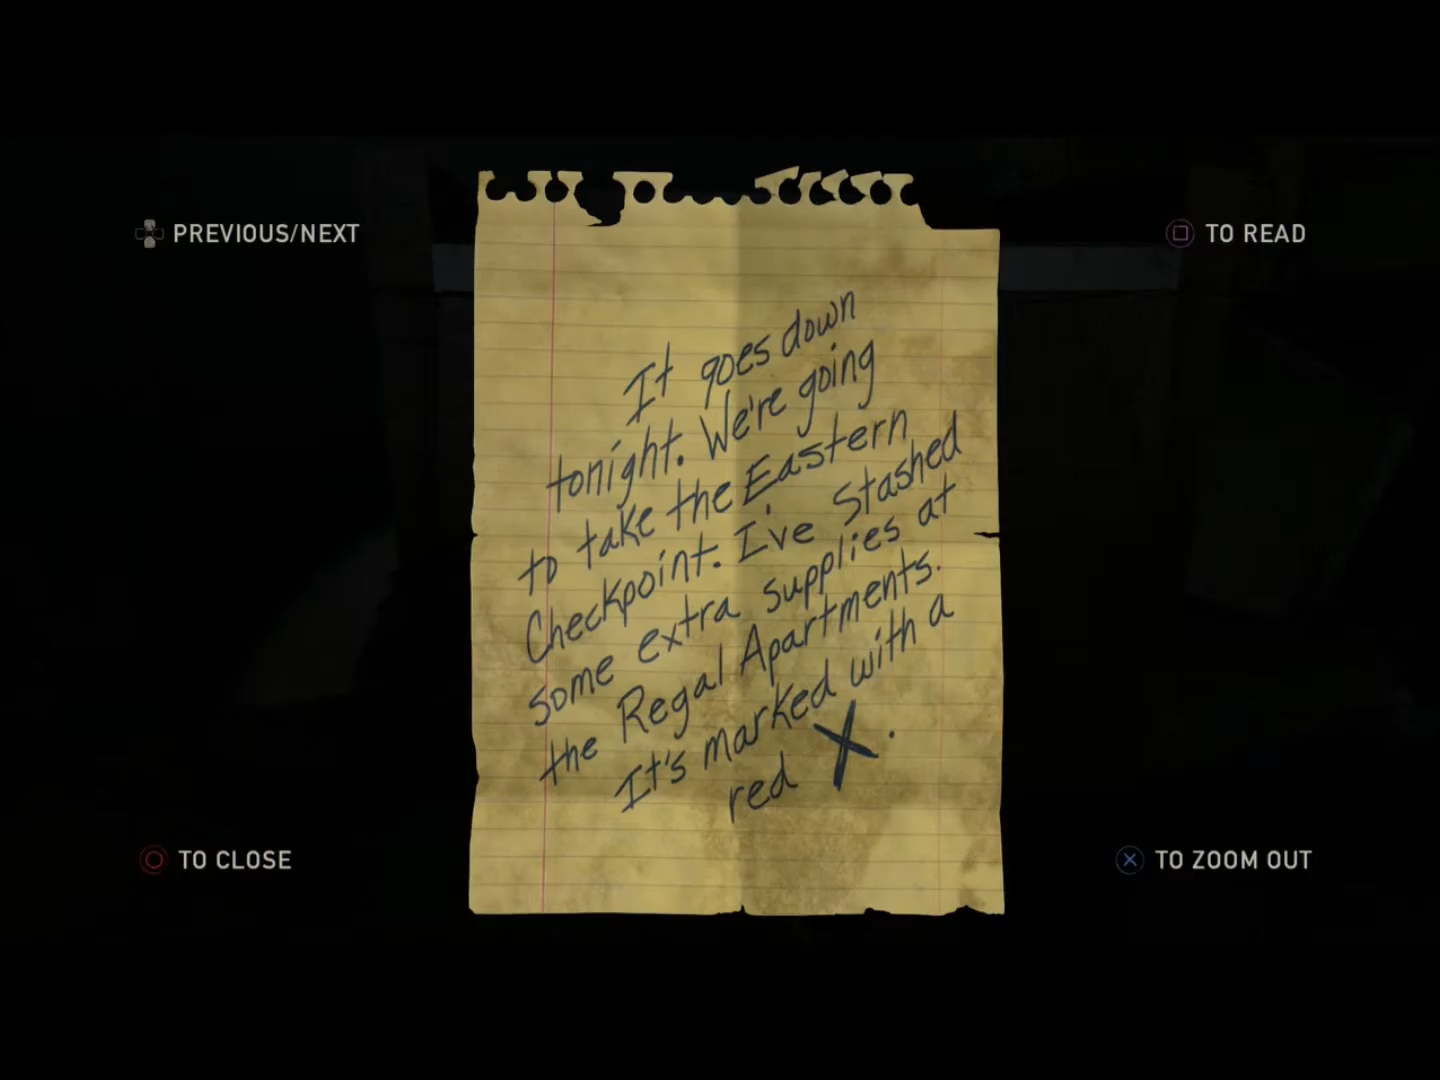 PREVIOUS/NEXT
TO READ
It goes down
tonight. We're going
to take the Eastern
Checkpoint. I've Stashed
some extra supplies at
the Regal Apartments.
It's marked with a
red X.
TO CLOSE
TO ZOOM OUT